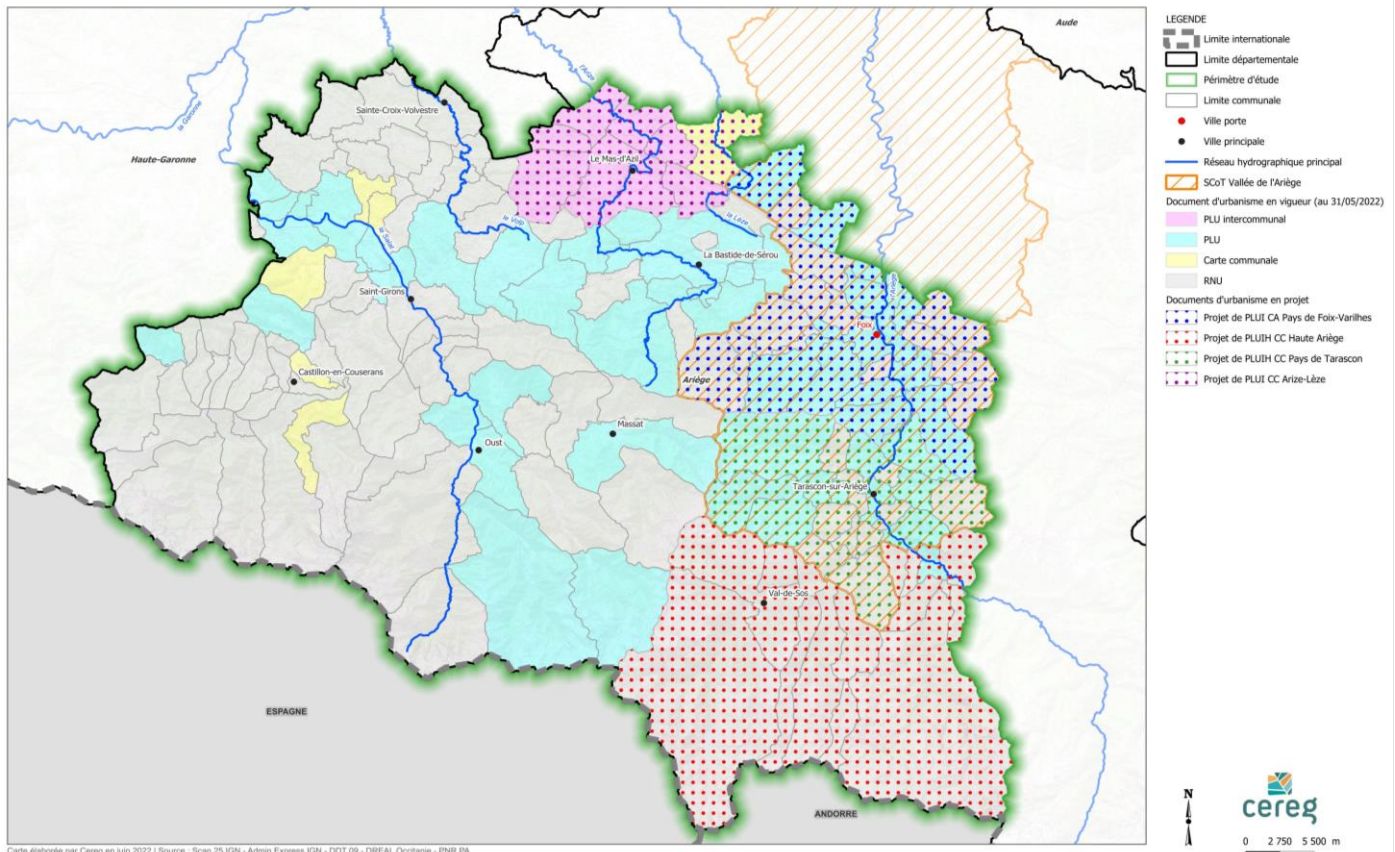 Aude
l'Arize
la Garonne
Haute-Garonne
Sainte-Croix-Volvestre
Le Mas-d'Azil
le Volp
la Lèze
le Salat
La Bastide-de-Sérou
l'Ariège
Saint-Girons
Foix
Castillon-en-Couserans
Ariège
Massat
Oust
Tarascon-sur-Ariège
Val-de-Sos
ESPAGNE
ANDORRE
LEGENDE
Limite internationale
Limite départementale
Périmètre d'étude
Limite communale
Ville porte
Ville principale
Réseau hydrographique principal
SCoT Vallée de l'Ariège
Document d'urbanisme en vigueur (au 31/05/2022)
PLU intercommunal
PLU
Carte communale
RNU
Documents d'urbanisme en projet
Projet de PLUI CA Pays de Foix-Varilhes
Projet de PLUIH CC Haute Ariège
Projet de PLUIH CC Pays de Tarascon
Projet de PLUI CC Arize-Lèze
N
cereg
0 2 750 5 500 m
Carte élaborée par Cereg en juin 2022 | Source : Scan 25 IGN - Admin Express IGN - DDT 09 - DREAL Occitanie - PNR PA